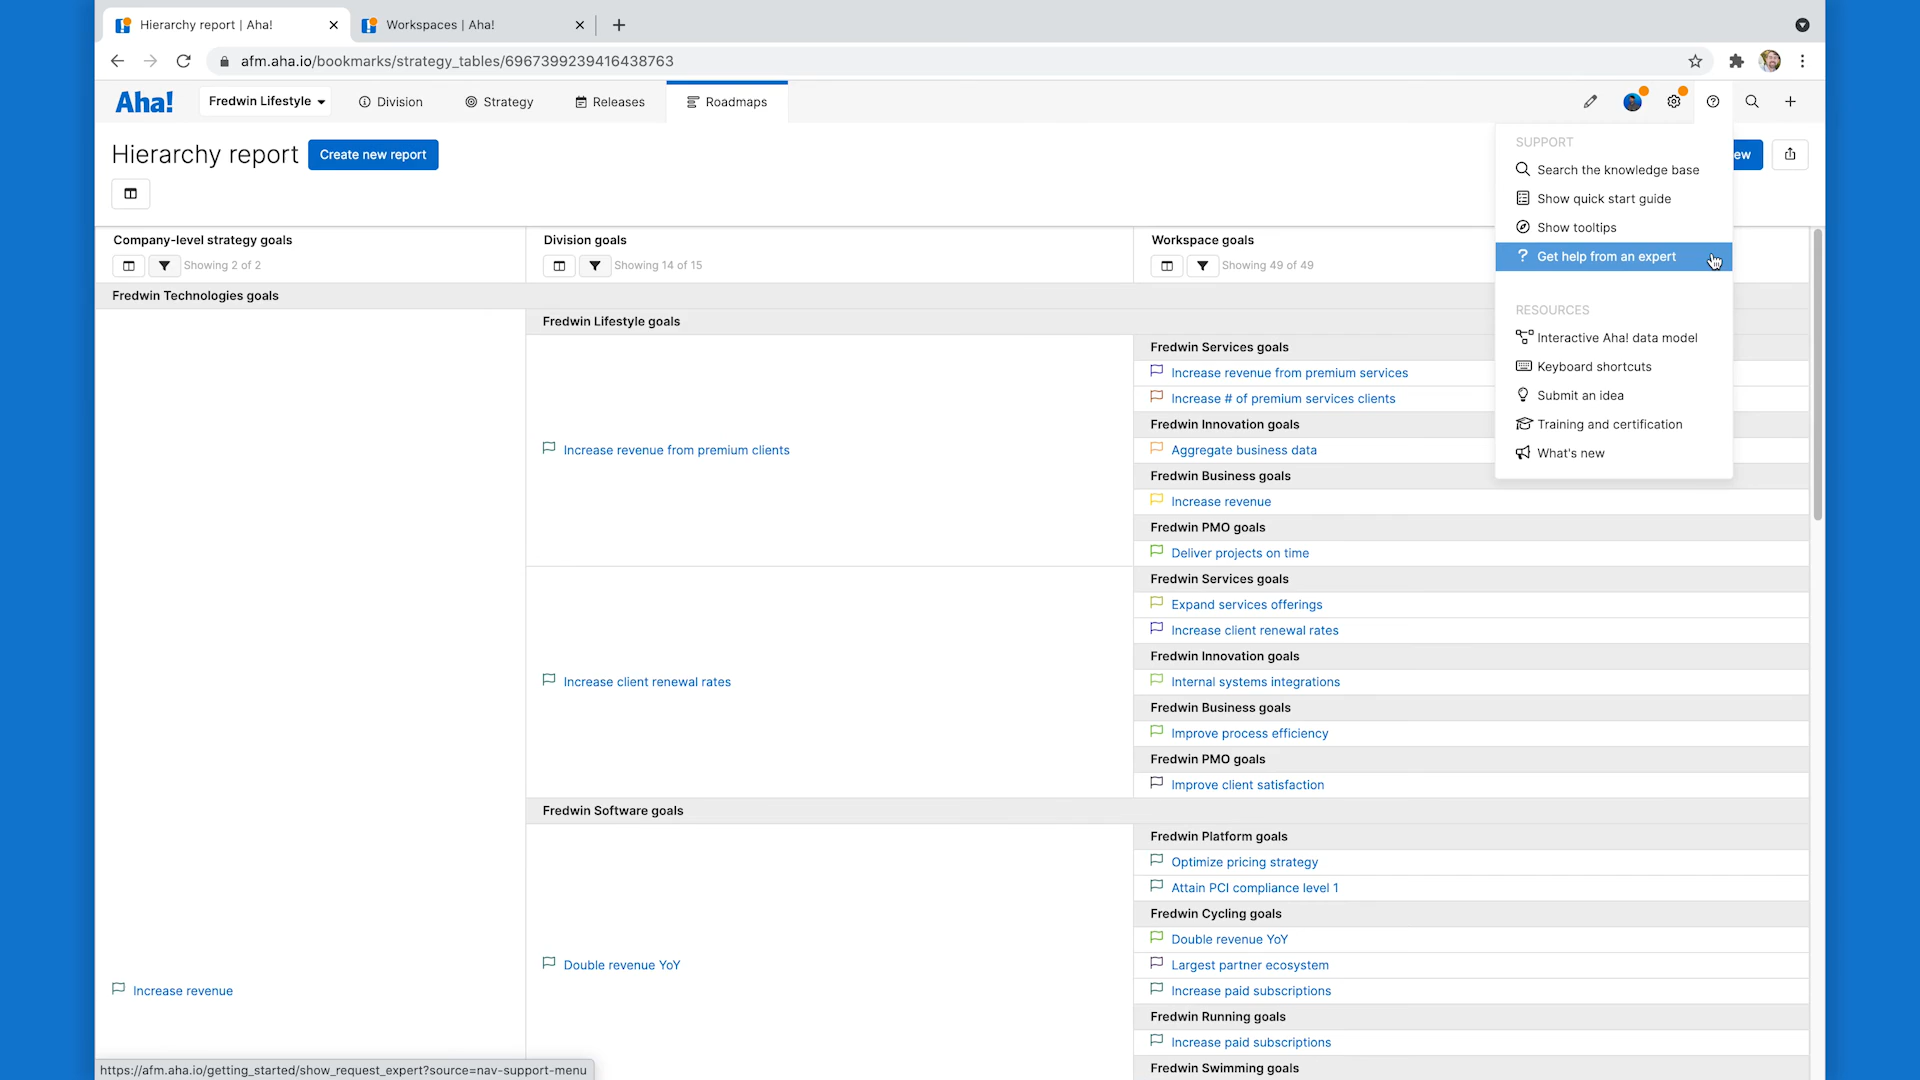 Hierarchy report | Aha!
Workspaces | Aha!
afm.aha.io/bookmarks/strategy_tables/6967399239416438763
Aha!
Fredwin Lifestyle
Division
Strategy
Releases
Roadmaps
Hierarchy report
Create new report
ew
SUPPORT
Search the knowledge base
Show quick start guide
Show tooltips
Get help from an expert
RESOURCES
Interactive Aha! data model
Keyboard shortcuts
Submit an idea
Training and certification
What's new
Company-level strategy goals
Showing 2 of 2
Division goals
Showing 14 of 15
Workspace goals
Showing 49 of 49
Fredwin Technologies goals
Fredwin Lifestyle goals
Fredwin Services goals
Increase revenue from premium services
Increase # of premium services clients
Fredwin Innovation goals
Increase revenue from premium clients
Aggregate business data
Fredwin Business goals
Increase revenue
Fredwin PMO goals
Deliver projects on time
Fredwin Services goals
Expand services offerings
Increase client renewal rates
Fredwin Innovation goals
Increase client renewal rates
Internal systems integrations
Fredwin Business goals
Improve process efficiency
Fredwin PMO goals
Improve client satisfaction
Fredwin Software goals
Fredwin Platform goals
Optimize pricing strategy
Attain PCI compliance level 1
Fredwin Cycling goals
Double revenue YoY
Double revenue YoY
Largest partner ecosystem
Increase revenue
Increase paid subscriptions
Fredwin Running goals
Increase paid subscriptions
Fredwin Swimming goals
https://afm.aha.io/getting_started/show_request_expert?source=nav-support-menu